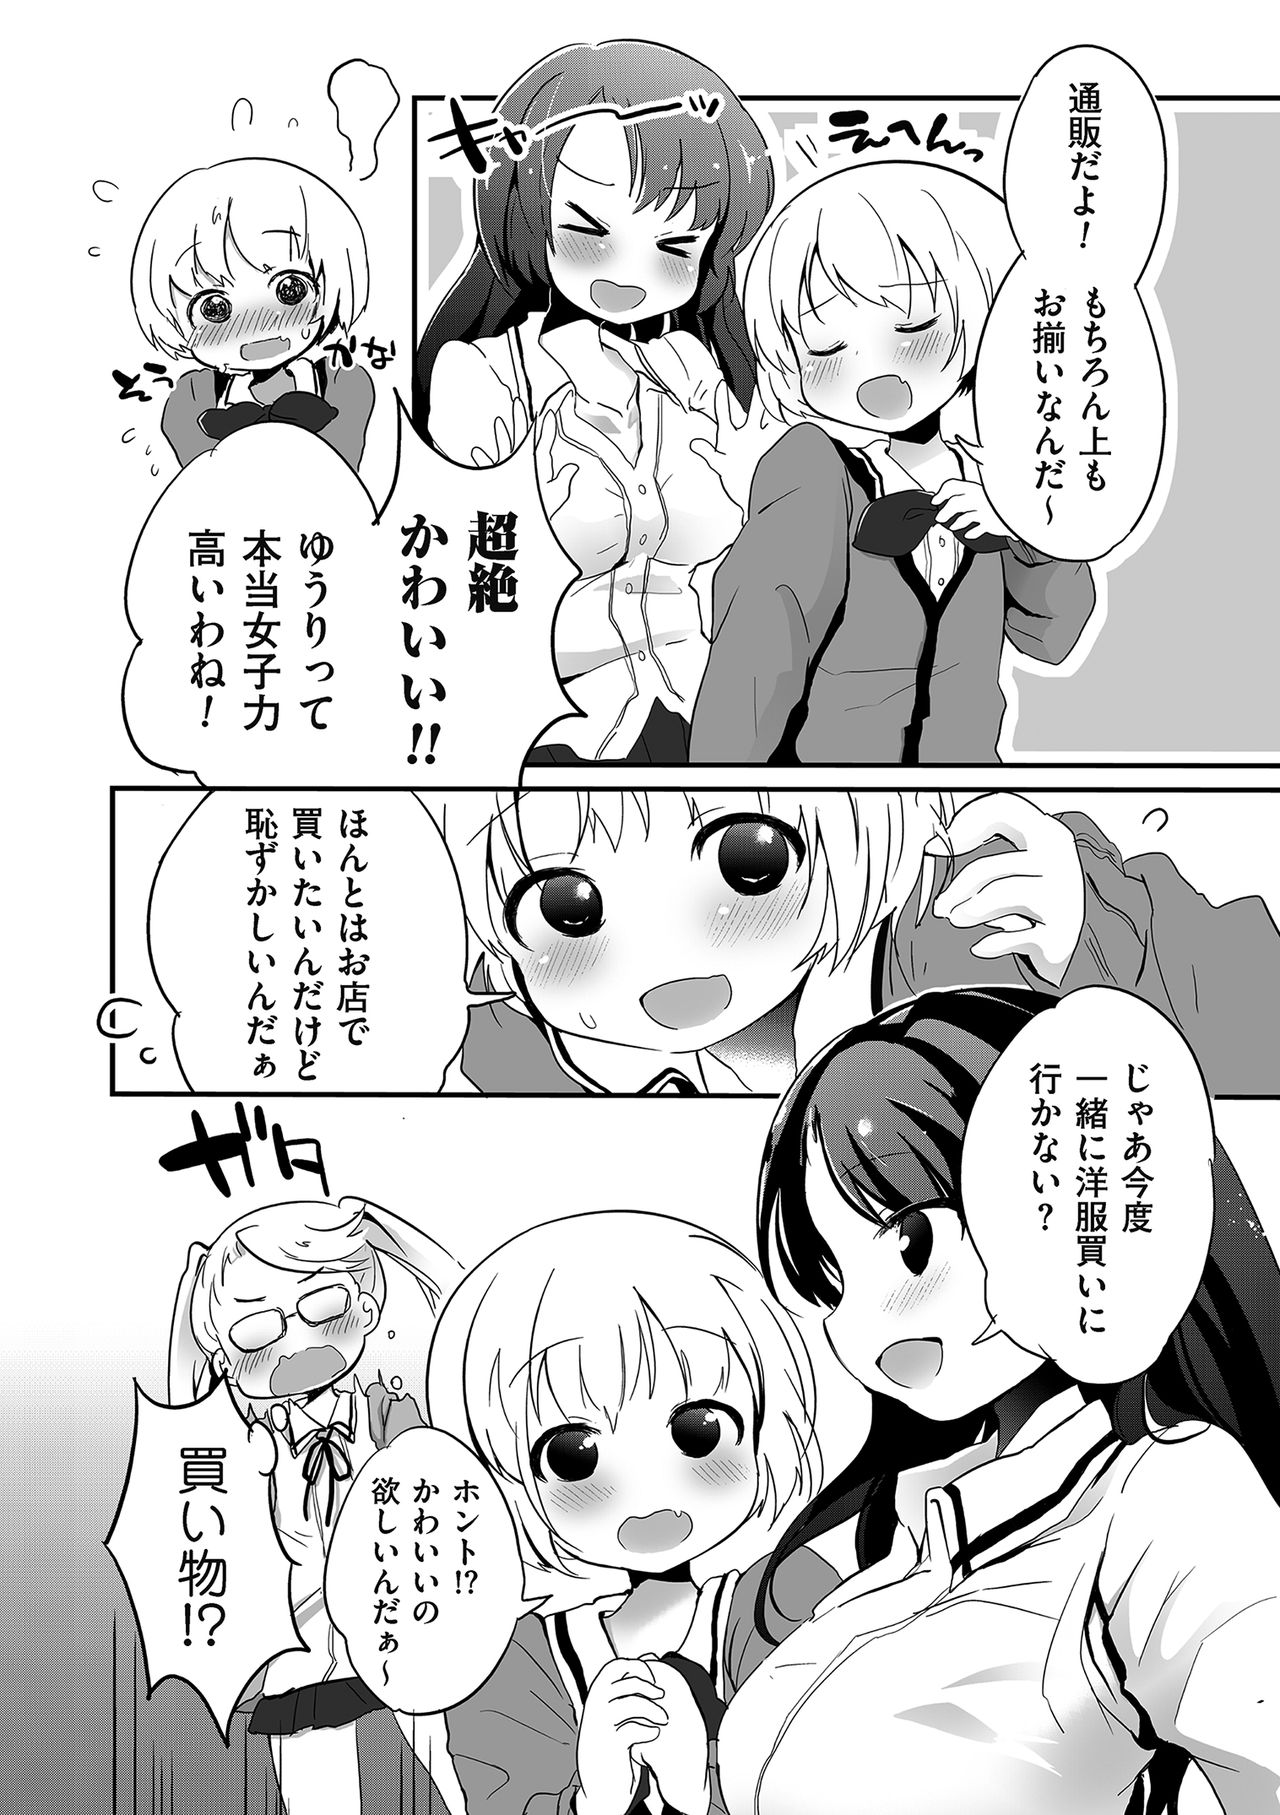 通販だよ！
もちろん上も
お揃いなんだ～
えへーんっ
キャーーーッ
超絶
かわいい!!
ゆうりって
本当女子力
高いわね！
そう
かな
ほんとはお店で
買いたいんだけど
恥ずかしいんだぁ
じゃあ今度
一緒に洋服買いに
行かない？
ホント!?
かわいいの
欲しいんだぁ～
ガタ
買い物!?